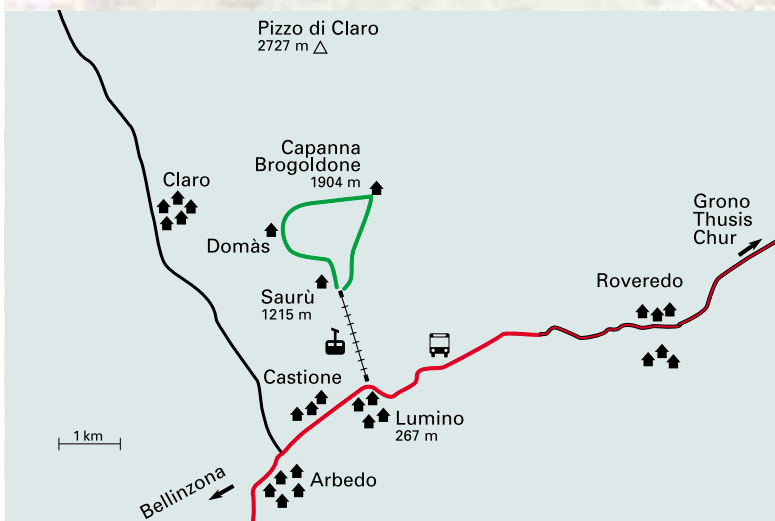 Pizzo di Claro
2727 m
Capanna
Brogoldone
1904 m
Claro
Grono
Thusis
Chur
Domàs
Roveredo
Saurù
1215 m
Castione
Lumino
267 m
1 km
Bellinzona
Arbedo